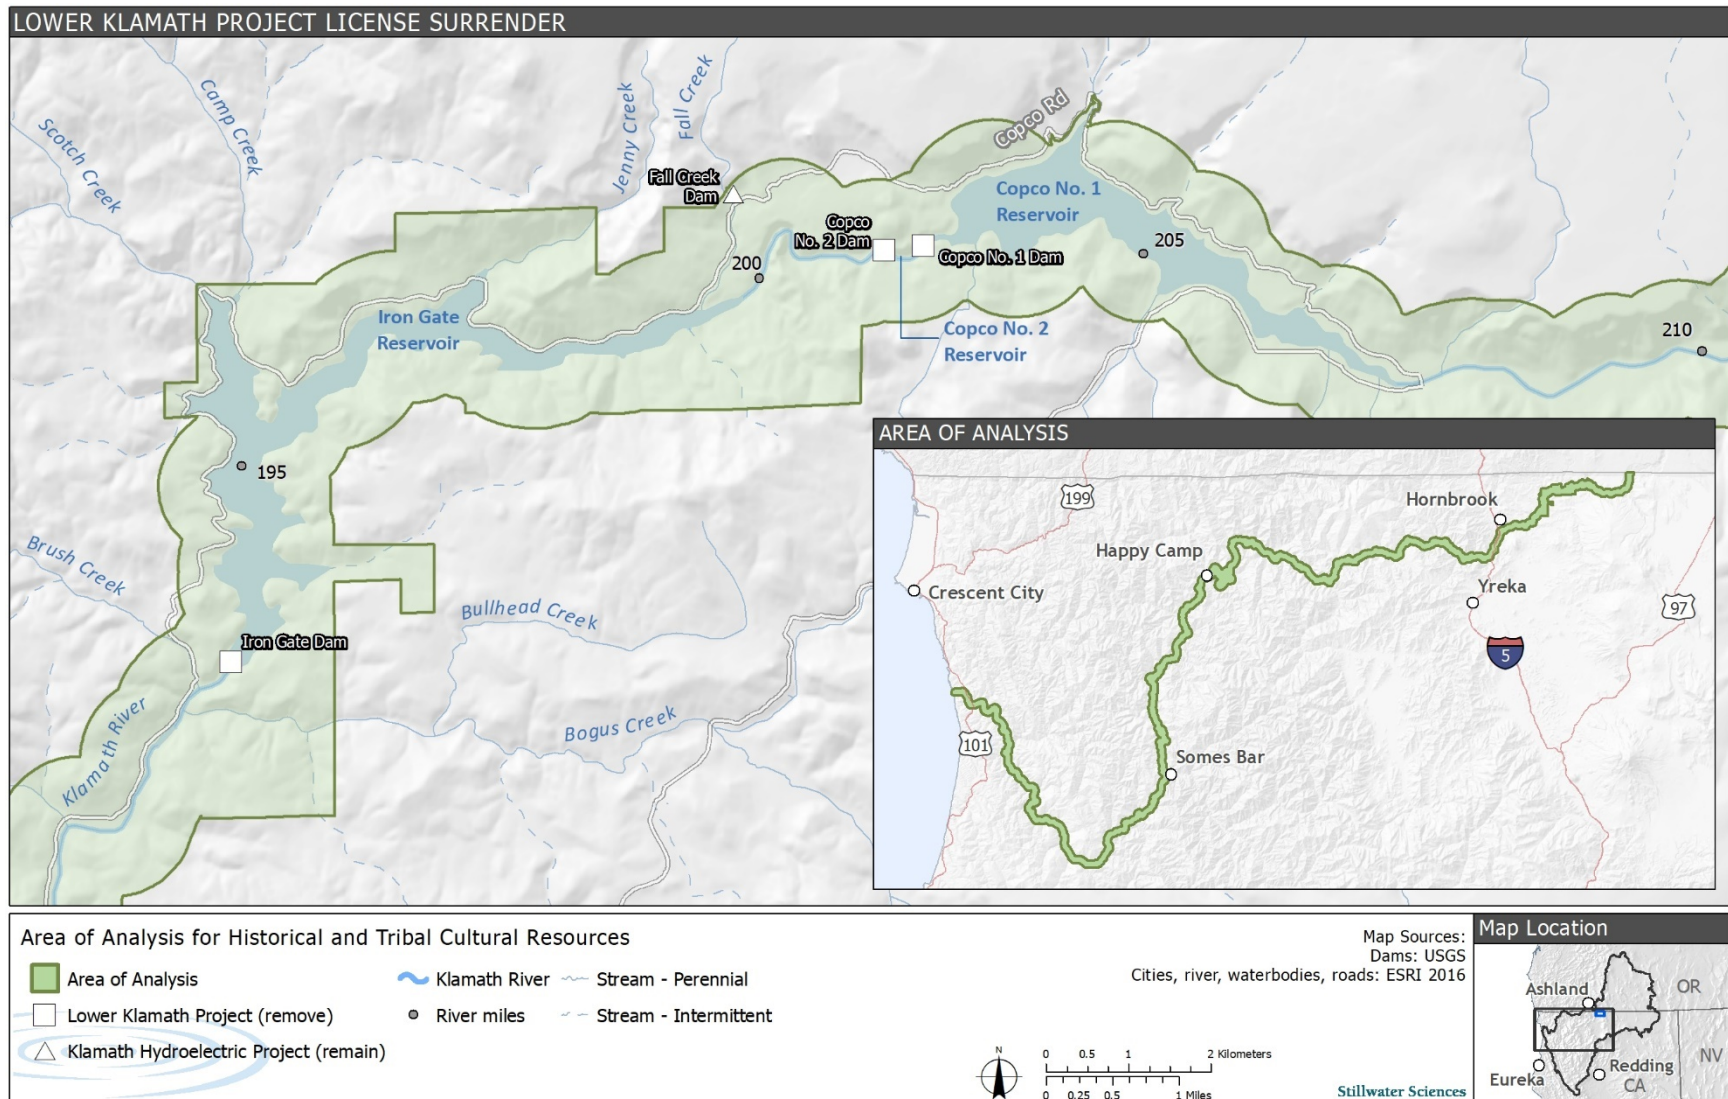 LOWER KLAMATH PROJECT LICENSE SURRENDER
Scotch Creek
Camp Creek
Jenny Creek
Fall Creek
Copco Rd
Fall Creek
Dam
Copco No. 1
Reservoir
Copco
No. 2 Dam
Copco No. 1 Dam
205
200
Iron Gate
Reservoir
Copco No. 2
Reservoir
210
195
Brush Creek
Bullhead Creek
Iron Gate Dam
Klamath River
Bogus Creek
AREA OF ANALYSIS
199
Hornbrook
Happy Camp
Crescent City
Yreka
97
5
101
Somes Bar
Area of Analysis for Historical and Tribal Cultural Resources
Area of Analysis
Lower Klamath Project (remove)
Klamath Hydroelectric Project (remain)
Klamath River
River miles
Stream - Perennial
Stream - Intermittent
Map Sources:
Dams: USGS
Cities, river, waterbodies, roads: ESRI 2016
N
0 0.5 1 2 Kilometers
0 0.25 0.5 1 Miles
Stillwater Sciences
Map Location
Ashland
OR
NV
Redding
Eureka
CA